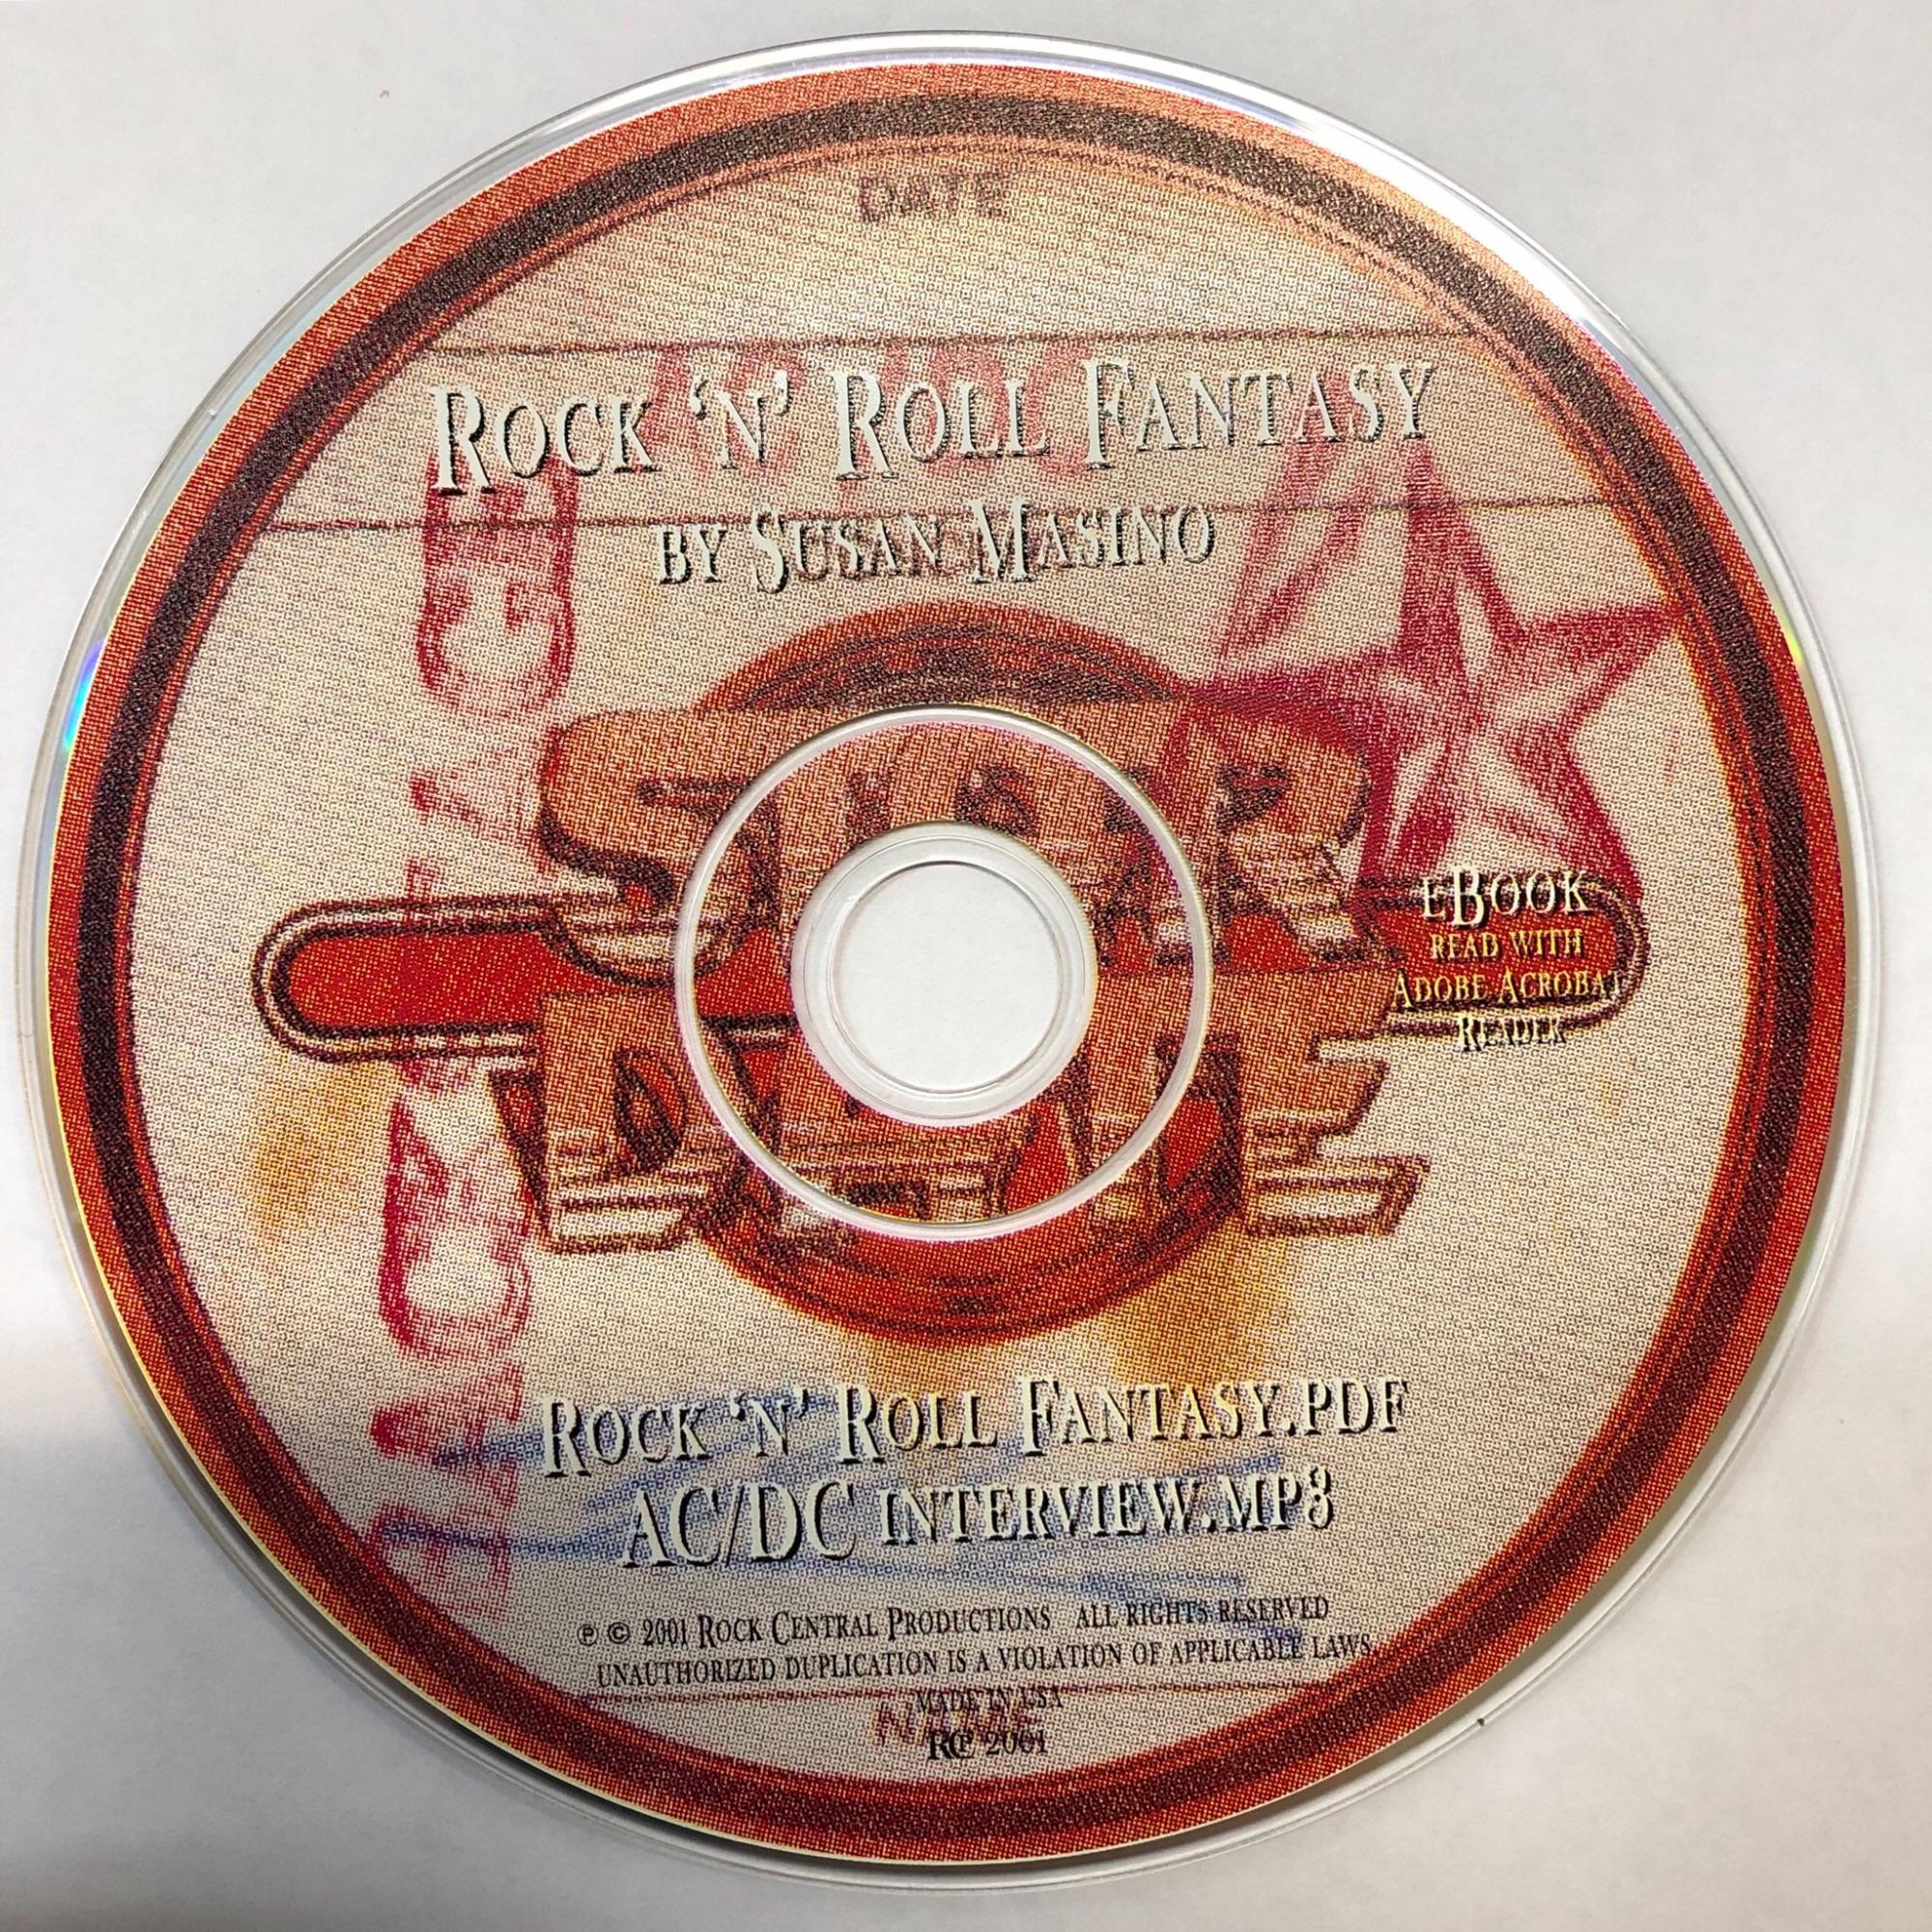 DATE
ROCK 'N' ROLL FANTASY
BY SUSAN MASINO
EBOOK
READ WITH
ADOBE ACROBAT
READER
ROCK 'N' ROLL FANTASY.PDF
AC/DC INTERVIEW.MP3
℗ © 2001 ROCK CENTRAL PRODUCTIONS ALL RIGHTS RESERVED
UNAUTHORIZED DUPLICATION IS A VIOLATION OF APPLICABLE LAWS
MADE IN USA
NAME
RCP 2001